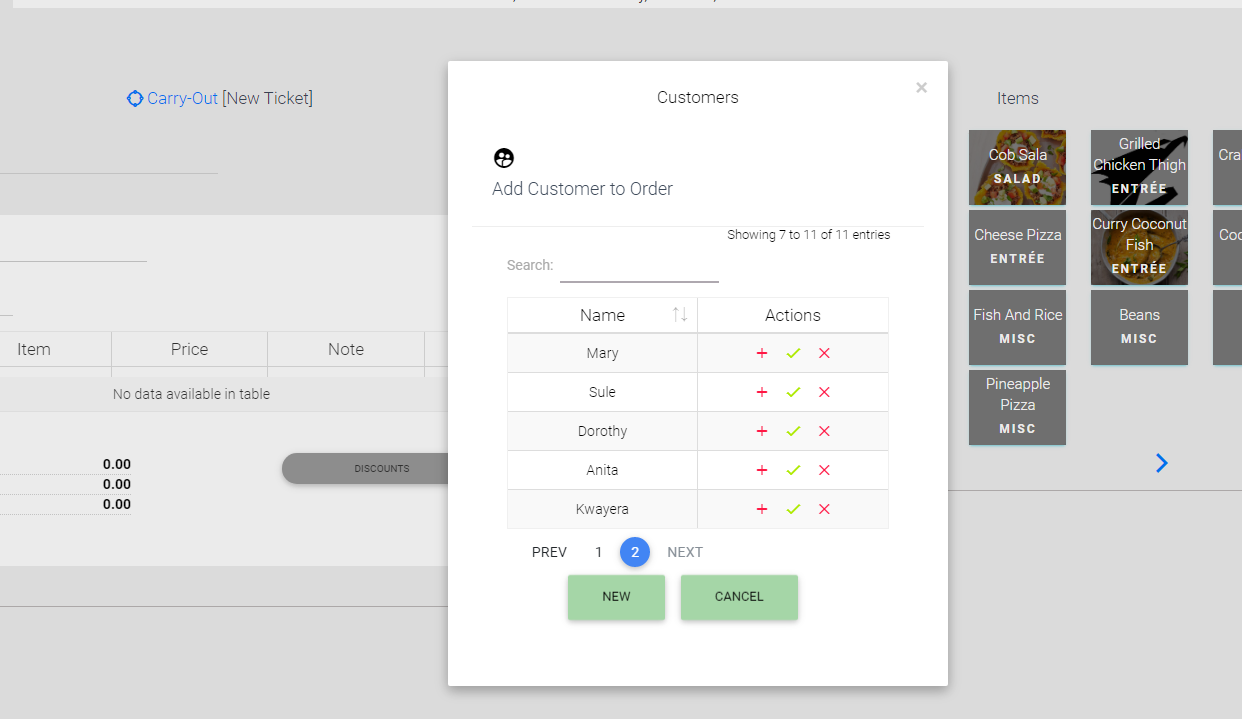 Carry-Out [New Ticket]
Item Price Note
No data available in table
0.00
0.00
0.00
DISCOUNTS
Customers
×
Add Customer to Order
Showing 7 to 11 of 11 entries
Search:
Name Actions
Mary
Sule
Dorothy
Anita
Kwayera
PREV 1 2 NEXT
NEW CANCEL
Items
Cob Sala
SALAD
Grilled
Chicken Thigh
ENTRÉE
Cra
Cheese Pizza
ENTRÉE
Curry Coconut
Fish
ENTRÉE
Coc
Fish And Rice
MISC
Beans
MISC
Pineapple
Pizza
MISC